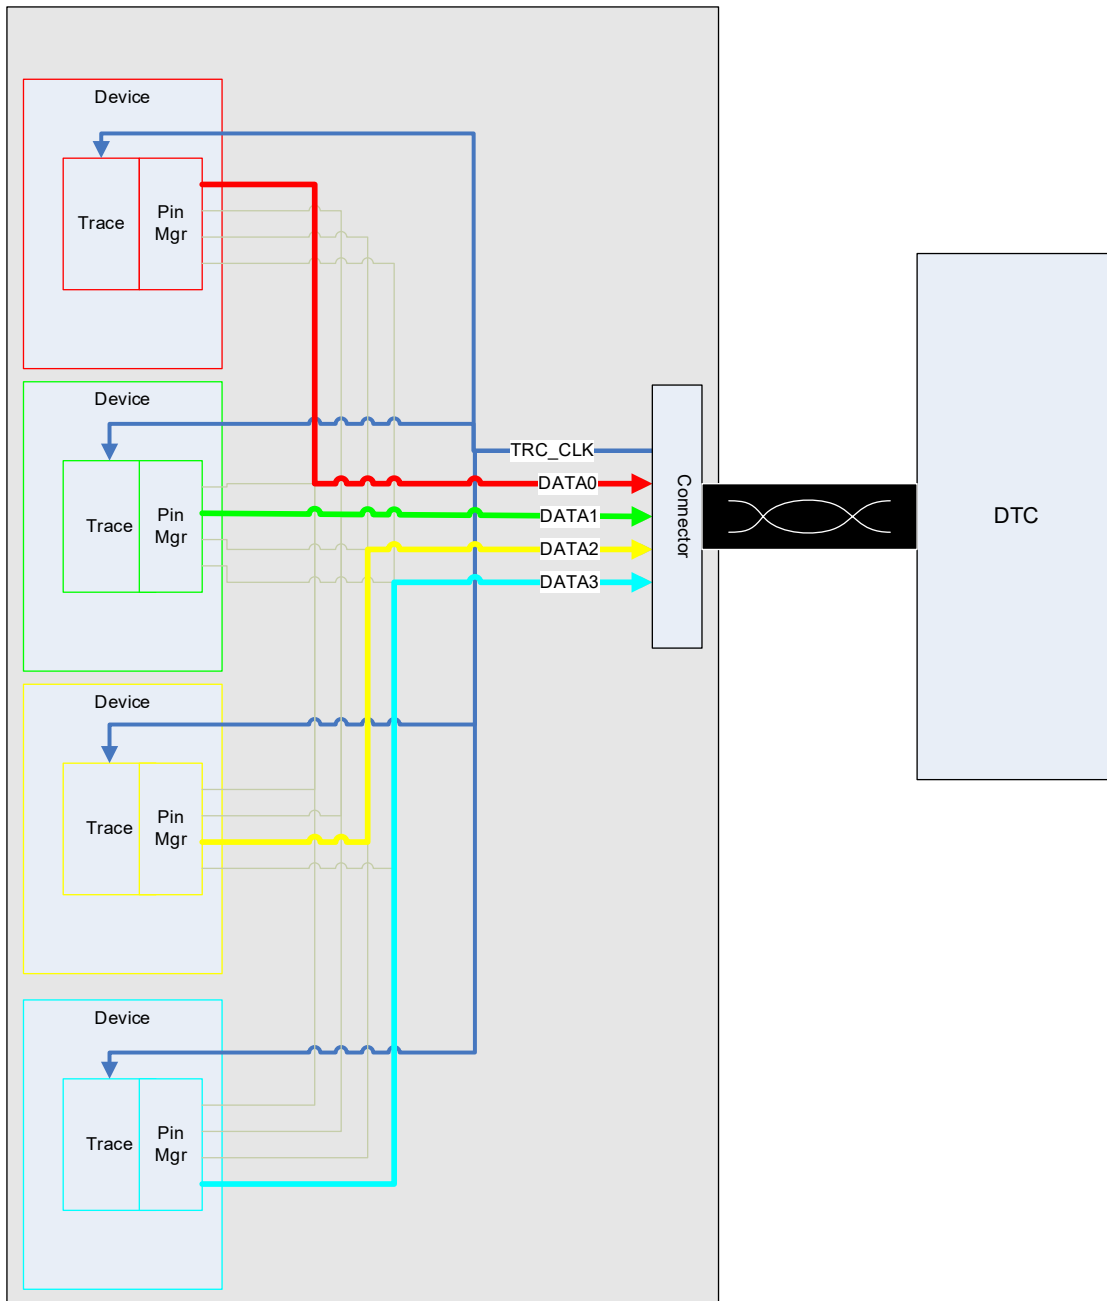 Device
Trace
Pin
Mgr
Device
Trace
Pin
Mgr
TRC_CLK
DATA0
DATA1
DATA2
DATA3
Connector
DTC
Device
Trace
Pin
Mgr
Device
Trace
Pin
Mgr